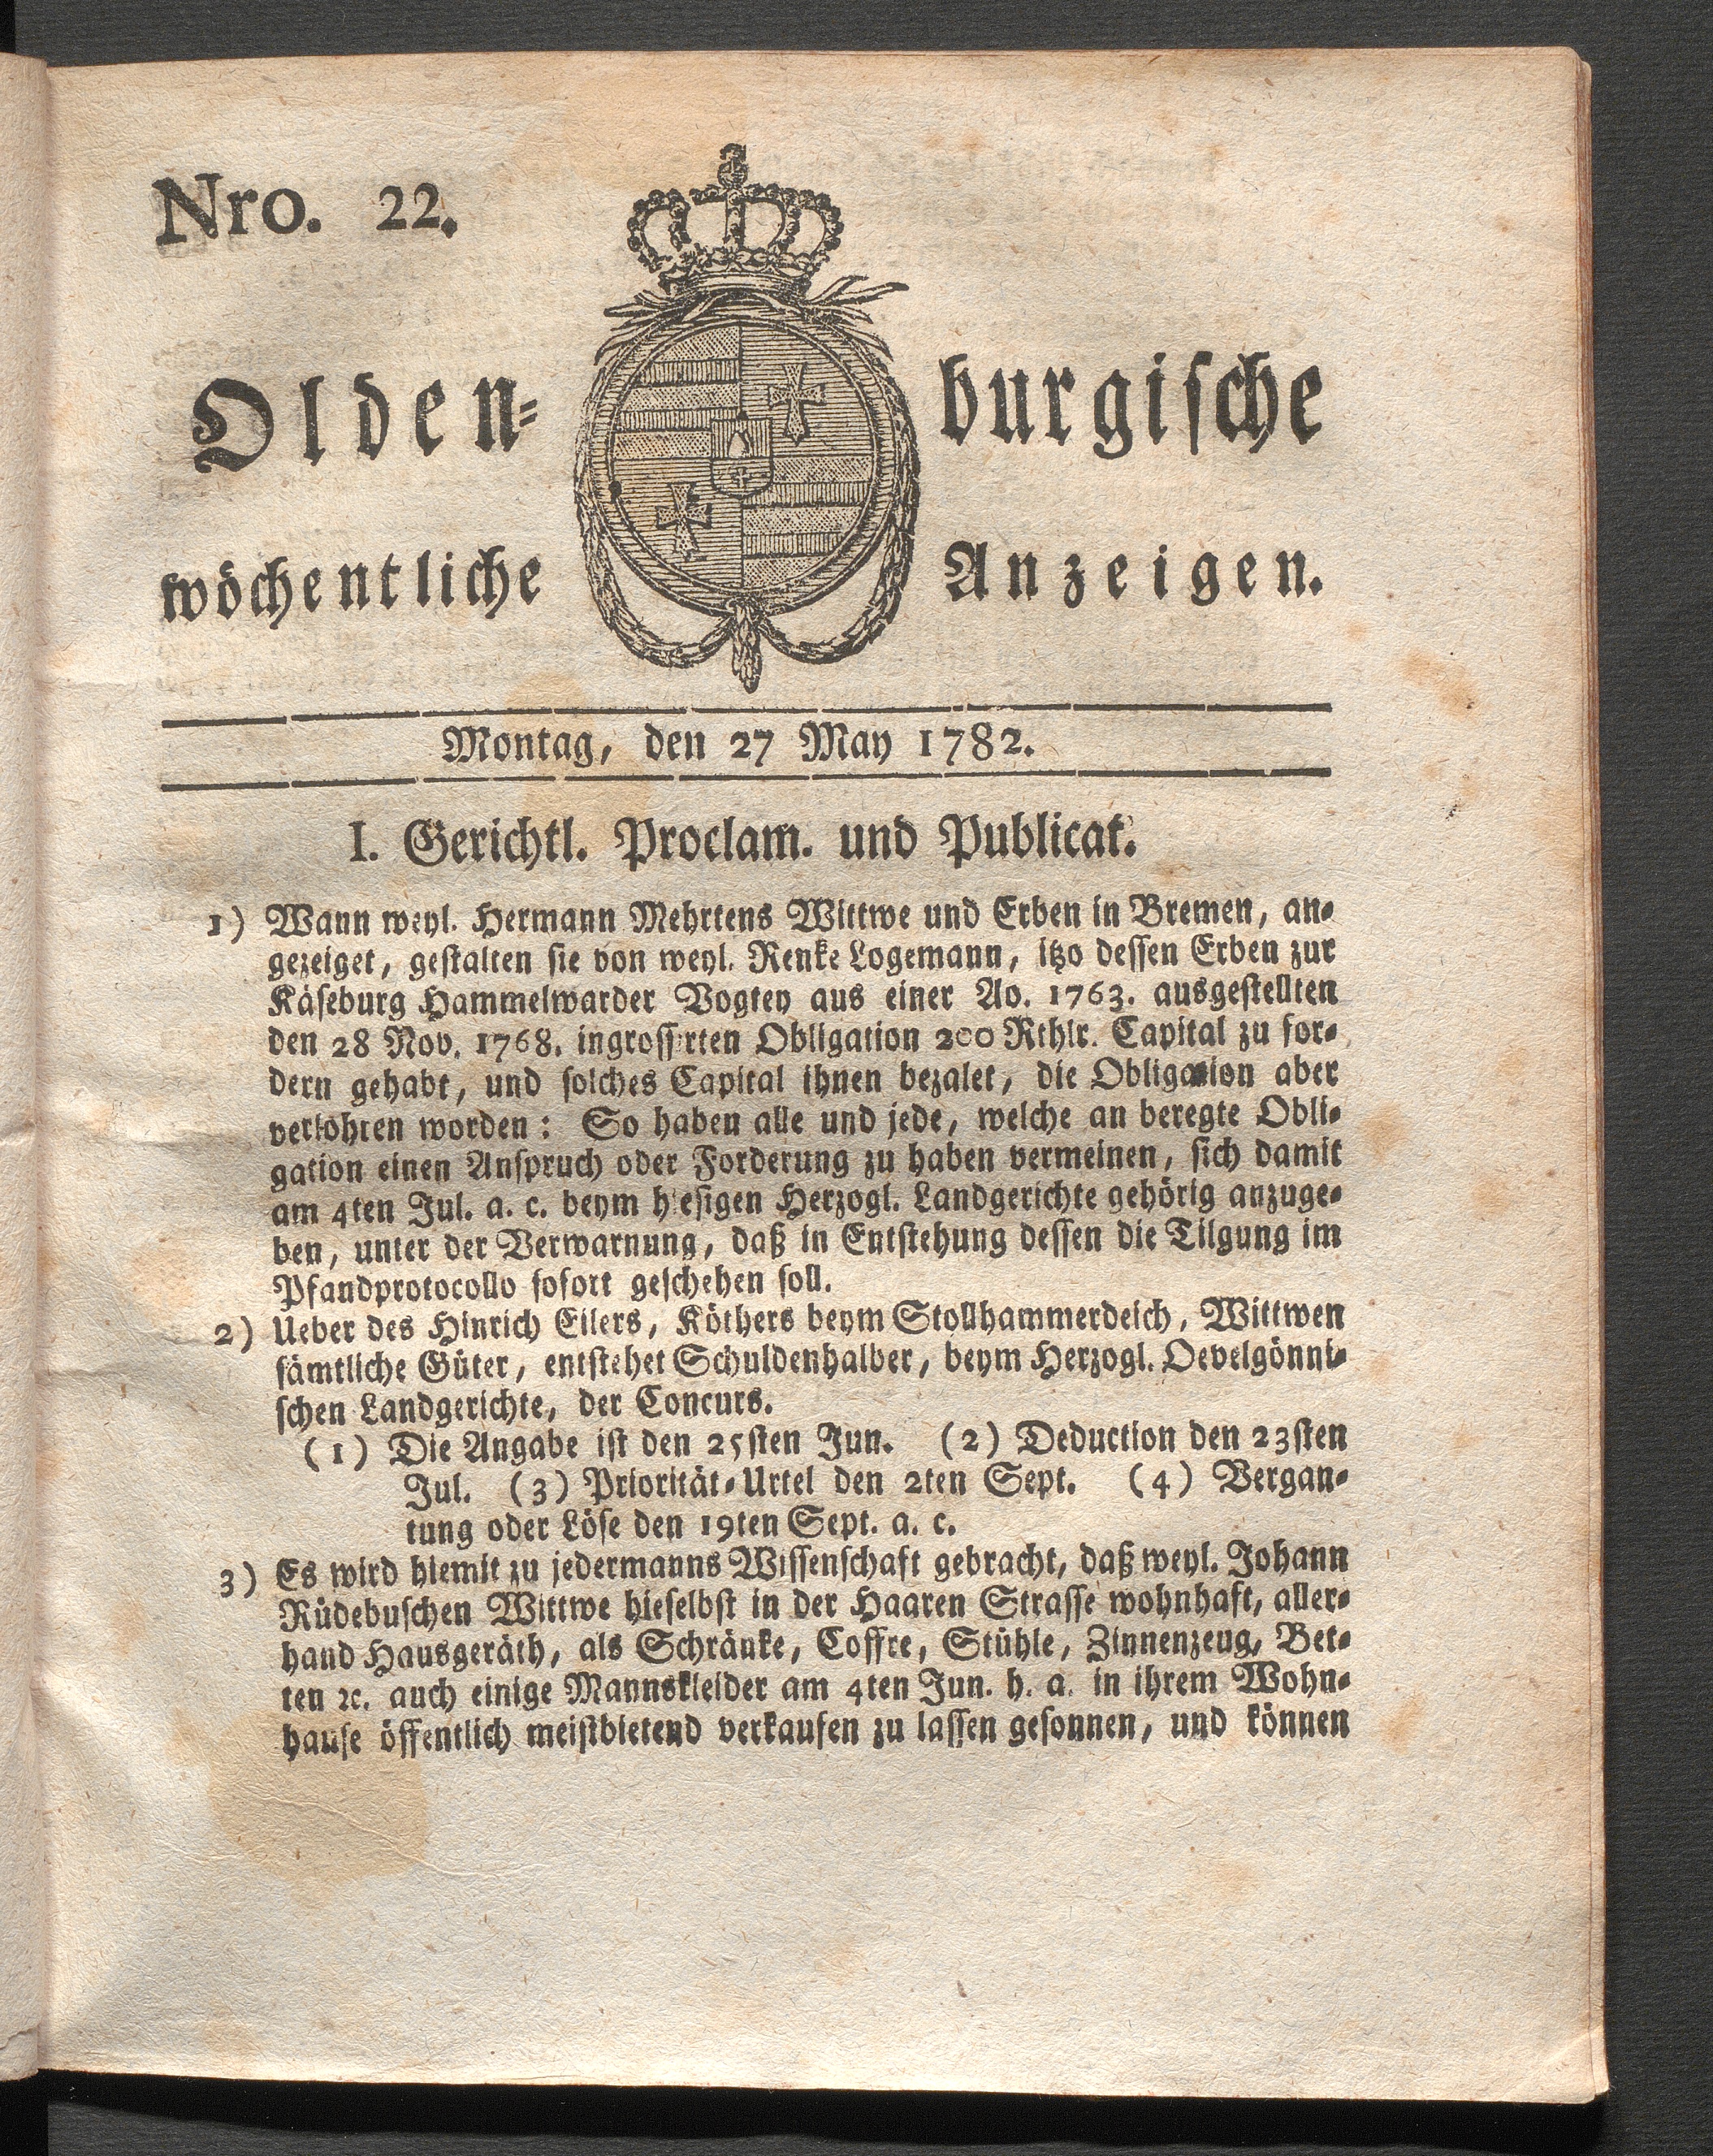 Nro. 22.
Olden-burgische
wöchentliche Anzeigen.
Montag, den 27 May 1782.
I. Gerichtl. Proclam. und Publicat.
1) Wann weyl. Hermann Mehrtens Wittwe und Erben in Bremen, an-
gezeiget, gestalten sie von weyl. Renke Logemann, itzo dessen Erben zur
Käseburg Hammelwarder Vogtey aus einer Ao. 1763. ausgestellten
den 28 Nov. 1768. ingrossirten Obligation 200 Rthlr. Capital zu for-
dern gehabt, und solches Capital ihnen bezalet, die Obligation aber
verlohren worden: So haben alle und jede, welche an beregte Obli-
gation einen Anspruch oder Forderung zu haben vermeinen, sich damit
am 4ten Jul. a. c. beym hiesigen Herzogl. Landgerichte gehörig anzuge-
ben, unter der Verwarnung, daß in Entstehung dessen die Tilgung im
Pfandprotocollo sofort geschehen soll.
2) Ueber des Hinrich Eilers, Köthers beym Stollhammerdeich, Wittwen
sämtliche Güter, entstehet Schuldenhalber, beym Herzogl. Oevelgönni-
schen Landgerichte, der Concurs.
(1) Die Angabe ist den 25sten Jun. (2) Deduction den 23sten
Jul. (3) Priorität-Urtel den 2ten Sept. (4) Vergan-
tung oder Löse den 19ten Sept. a. c.
3) Es wird hiemit zu jedermanns Wissenschaft gebracht, daß weyl. Johann
Rüdebuschen Wittwe hieselbst in der Haaren Strasse wohnhaft, aller-
hand Hausgeräth, als Schränke, Coffre, Stühle, Zinnenzeug, Bet-
ten ꝛc. auch einige Mannskleider am 4ten Jun. h. a. in ihrem Wohn-
hause öffentlich meistbietend verkaufen zu lassen gesonnen, und können